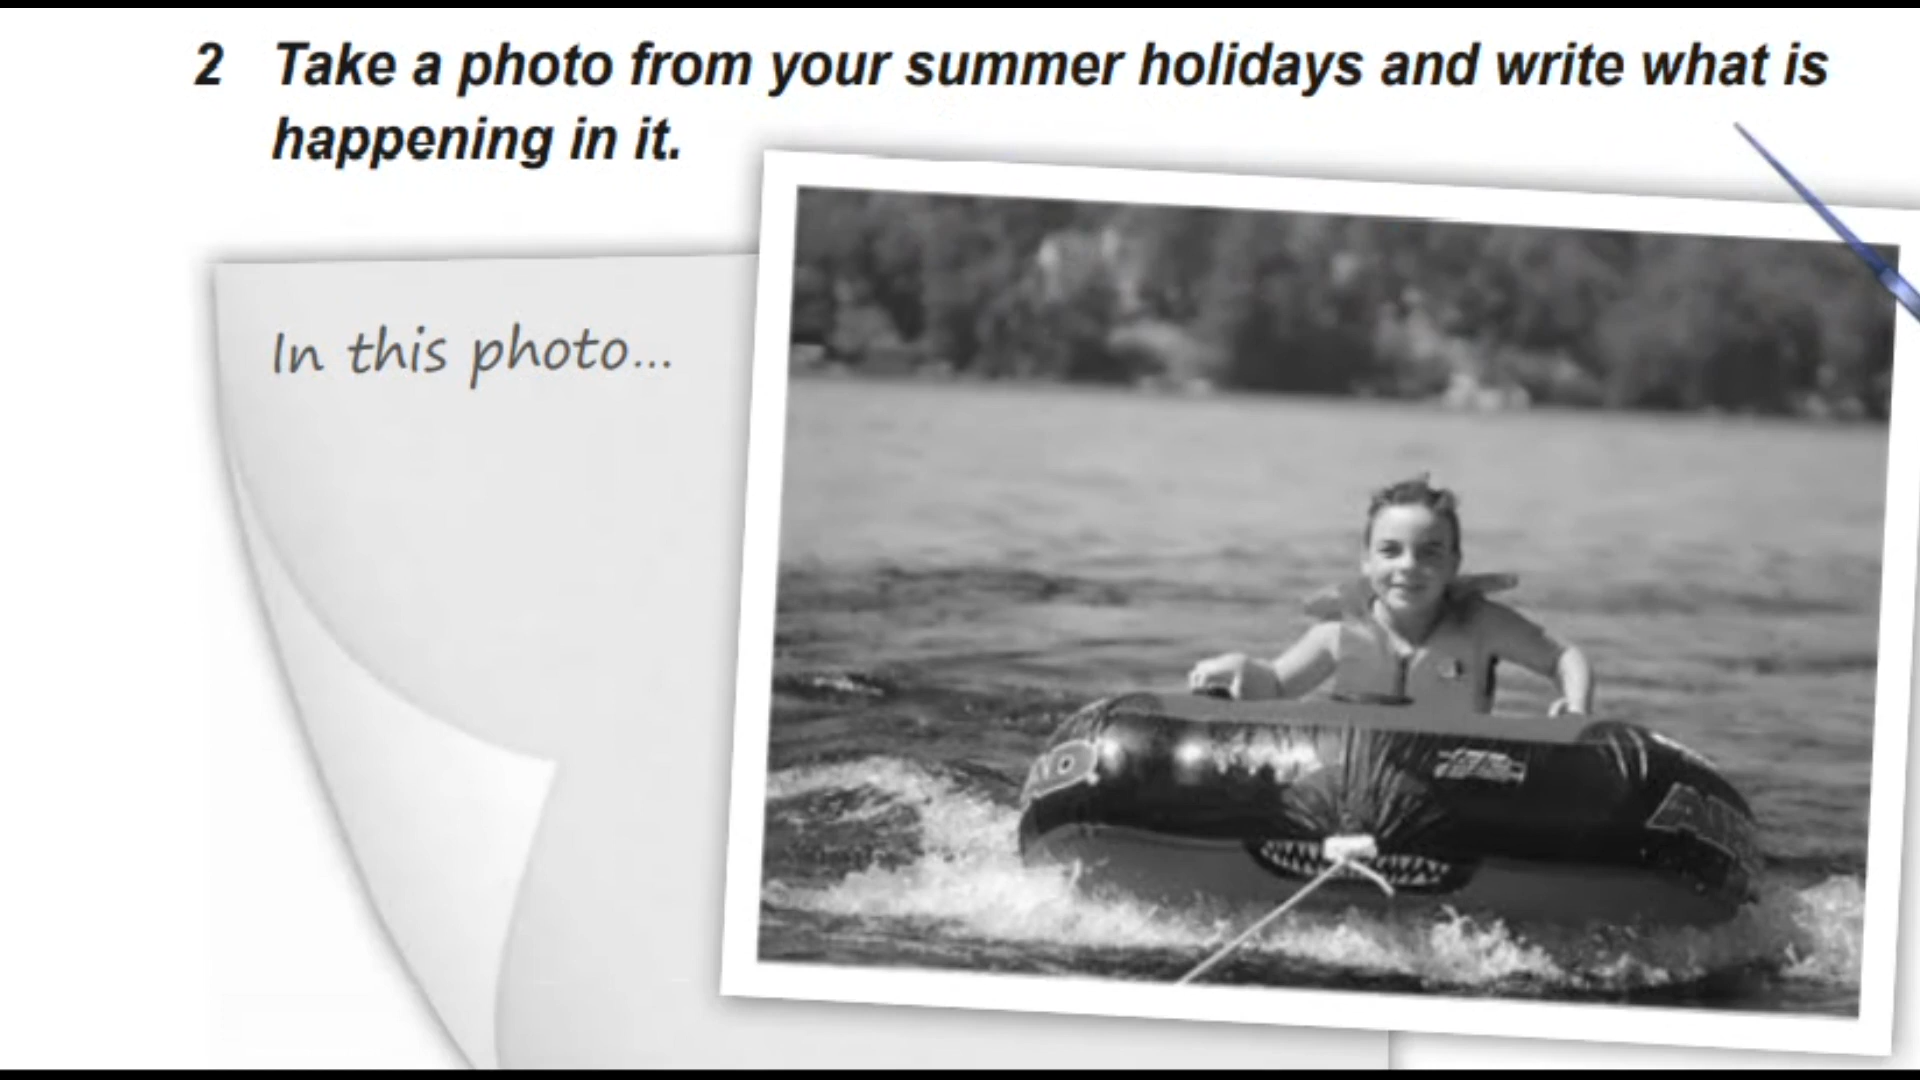 2 Take a photo from your summer holidays and write what is
happening in it.
In this photo...